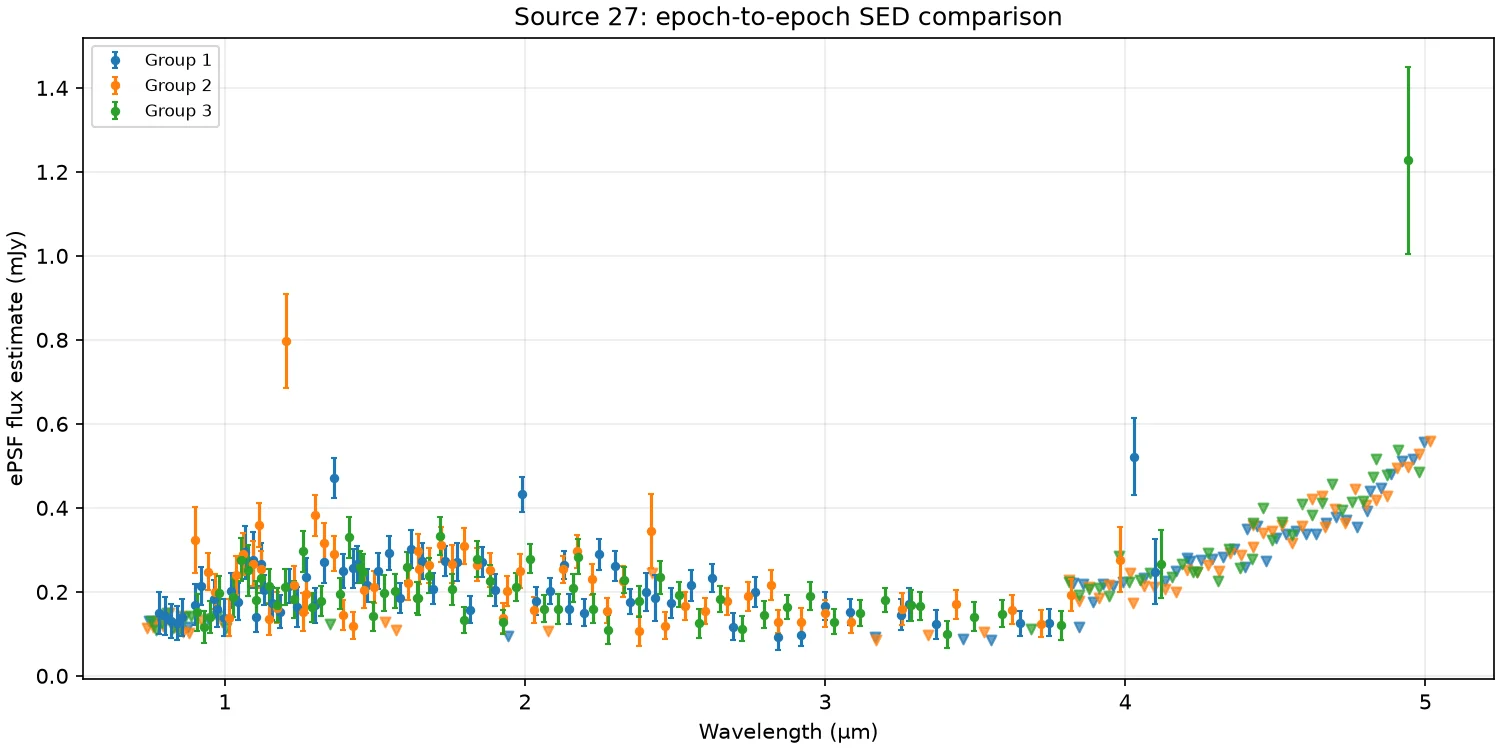 Source 27: epoch-to-epoch SED comparison
Group 1
Group 2
Group 3
ePSF flux estimate (mJy)
1.4
1.2
1.0
0.8
0.6
0.4
0.2
0.0
1 2 3 4 5
Wavelength (μm)